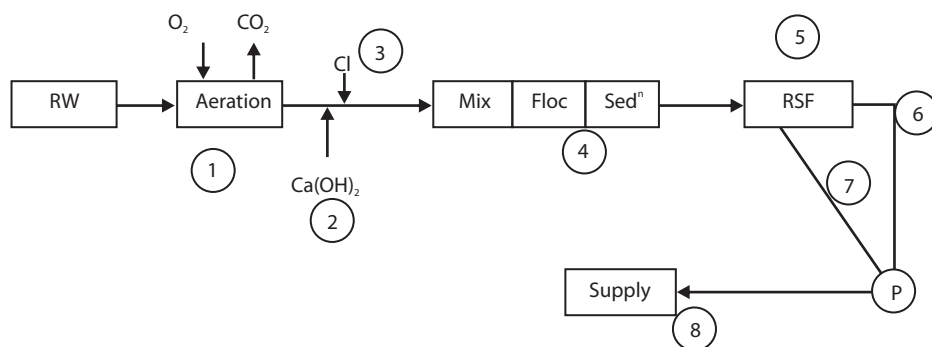 O₂
CO₂
Cl
3
5
RW
Aeration
Mix
Floc
Sedⁿ
RSF
6
1
4
Ca(OH)₂
2
7
Supply
P
8